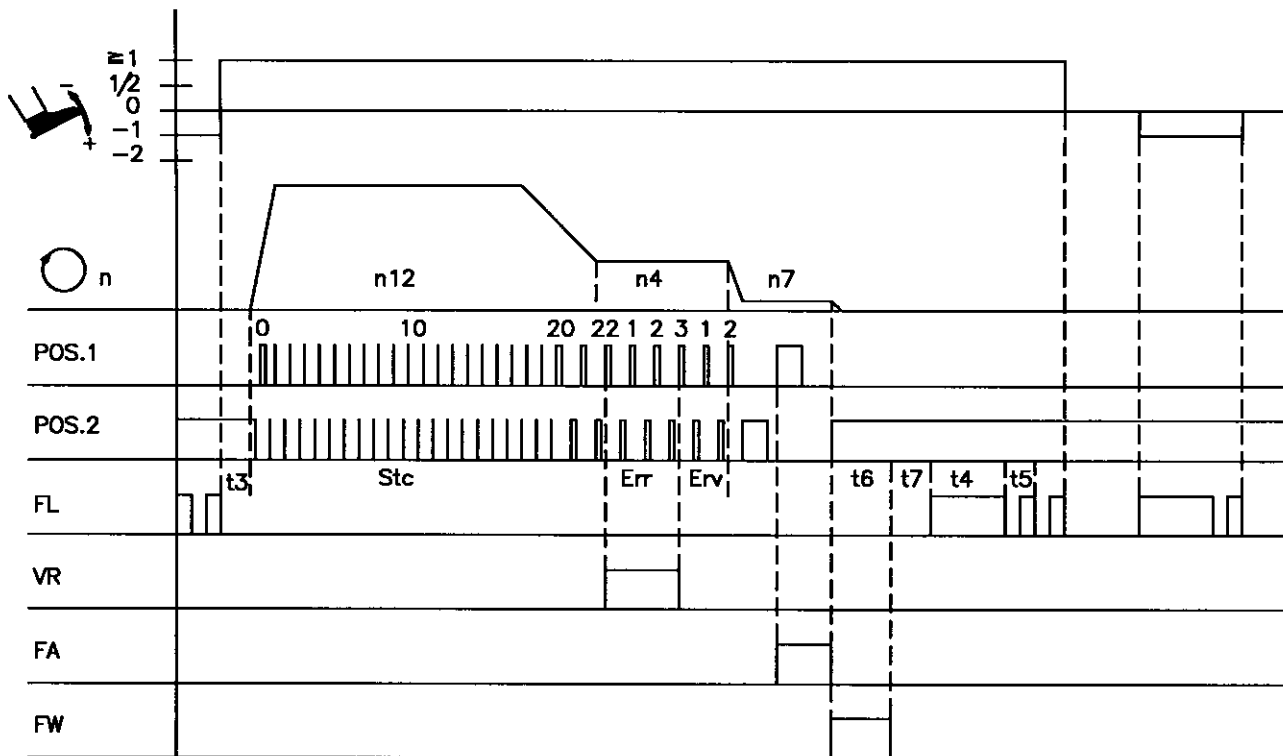 ≧1
1/2
0
-1
-2
-
+
n
n12
n4
n7
0 10 20 22 1 2 3 1 2
POS.1
POS.2
t3 Stc Err Erv t6 t7 t4 t5
FL
VR
FA
FW